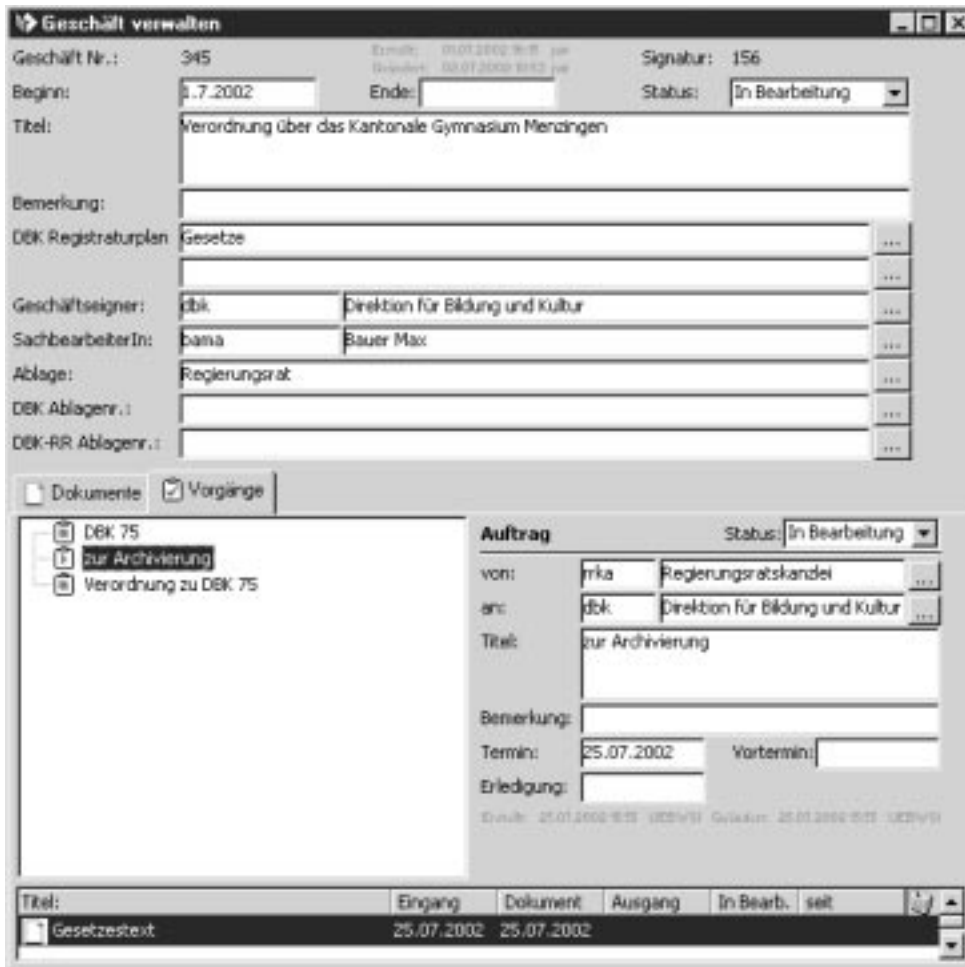 Geschäft verwalten
Geschäft Nr.: 345 Signatur: 156
Beginn: 1.7.2002 Ende: Status: In Bearbeitung
Titel: Verordnung über das Kantonale Gymnasium Menzingen
Bemerkung:
DBK Registraturplan Gesetze ...
...
Geschäftseigner: dbk Direktion für Bildung und Kultur ...
SachbearbeiterIn: bama Bauer Max ...
Ablage: Regierungsrat ...
DBK Ablagenr.: ...
DBK-RR Ablagenr.: ...
Dokumente Vorgänge
DBK 75
zur Archivierung
Verordnung zu DBK 75
Auftrag Status: In Bearbeitung
von: rrka Regierungsratskanzlei ...
an: dbk Direktion für Bildung und Kultur ...
Titel: zur Archivierung
Bemerkung:
Termin: 25.07.2002 Vortermin:
Erledigung:
Titel: Eingang Dokument Ausgang In Bearb. seit
Gesetzestext 25.07.2002 25.07.2002